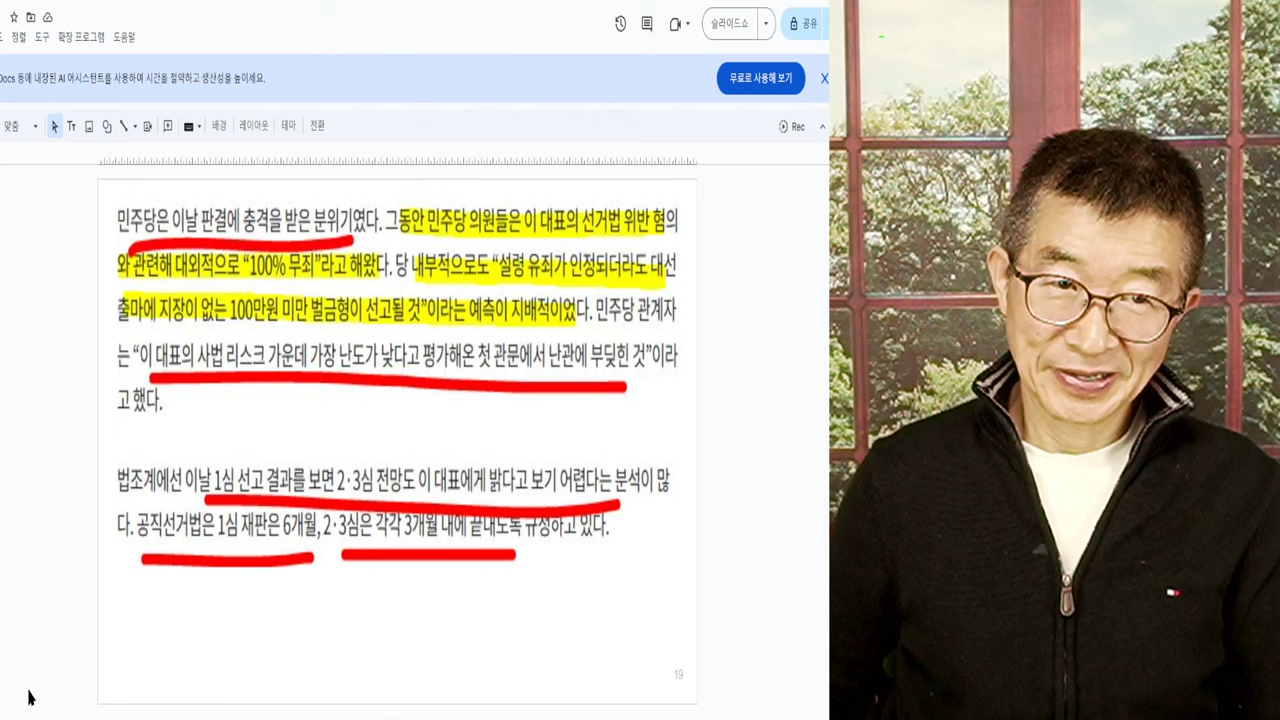 정렬 도구 확장 프로그램 도움말
슬라이드쇼
공유
Docs 등에 내장된 AI 어시스턴트를 사용하여 시간을 절약하고 생산성을 높이세요.
무료로 사용해 보기
맞춤
배경 레이아웃 테마 전환
Rec
민주당은 이날 판결에 충격을 받은 분위기였다. 그동안 민주당 의원들은 이 대표의 선거법 위반 혐의
와 관련해 대외적으로 “100% 무죄”라고 해왔다. 당 내부적으로도 “설령 유죄가 인정되더라도 대선
출마에 지장이 없는 100만원 미만 벌금형이 선고될 것”이라는 예측이 지배적이었다. 민주당 관계자
는 “이 대표의 사법 리스크 가운데 가장 난도가 낮다고 평가해온 첫 관문에서 난관에 부딪힌 것”이라
고 했다.
법조계에선 이날 1심 선고 결과를 보면 2·3심 전망도 이 대표에게 밝다고 보기 어렵다는 분석이 많
다. 공직선거법은 1심 재판은 6개월, 2·3심은 각각 3개월 내에 끝내도록 규정하고 있다.
19